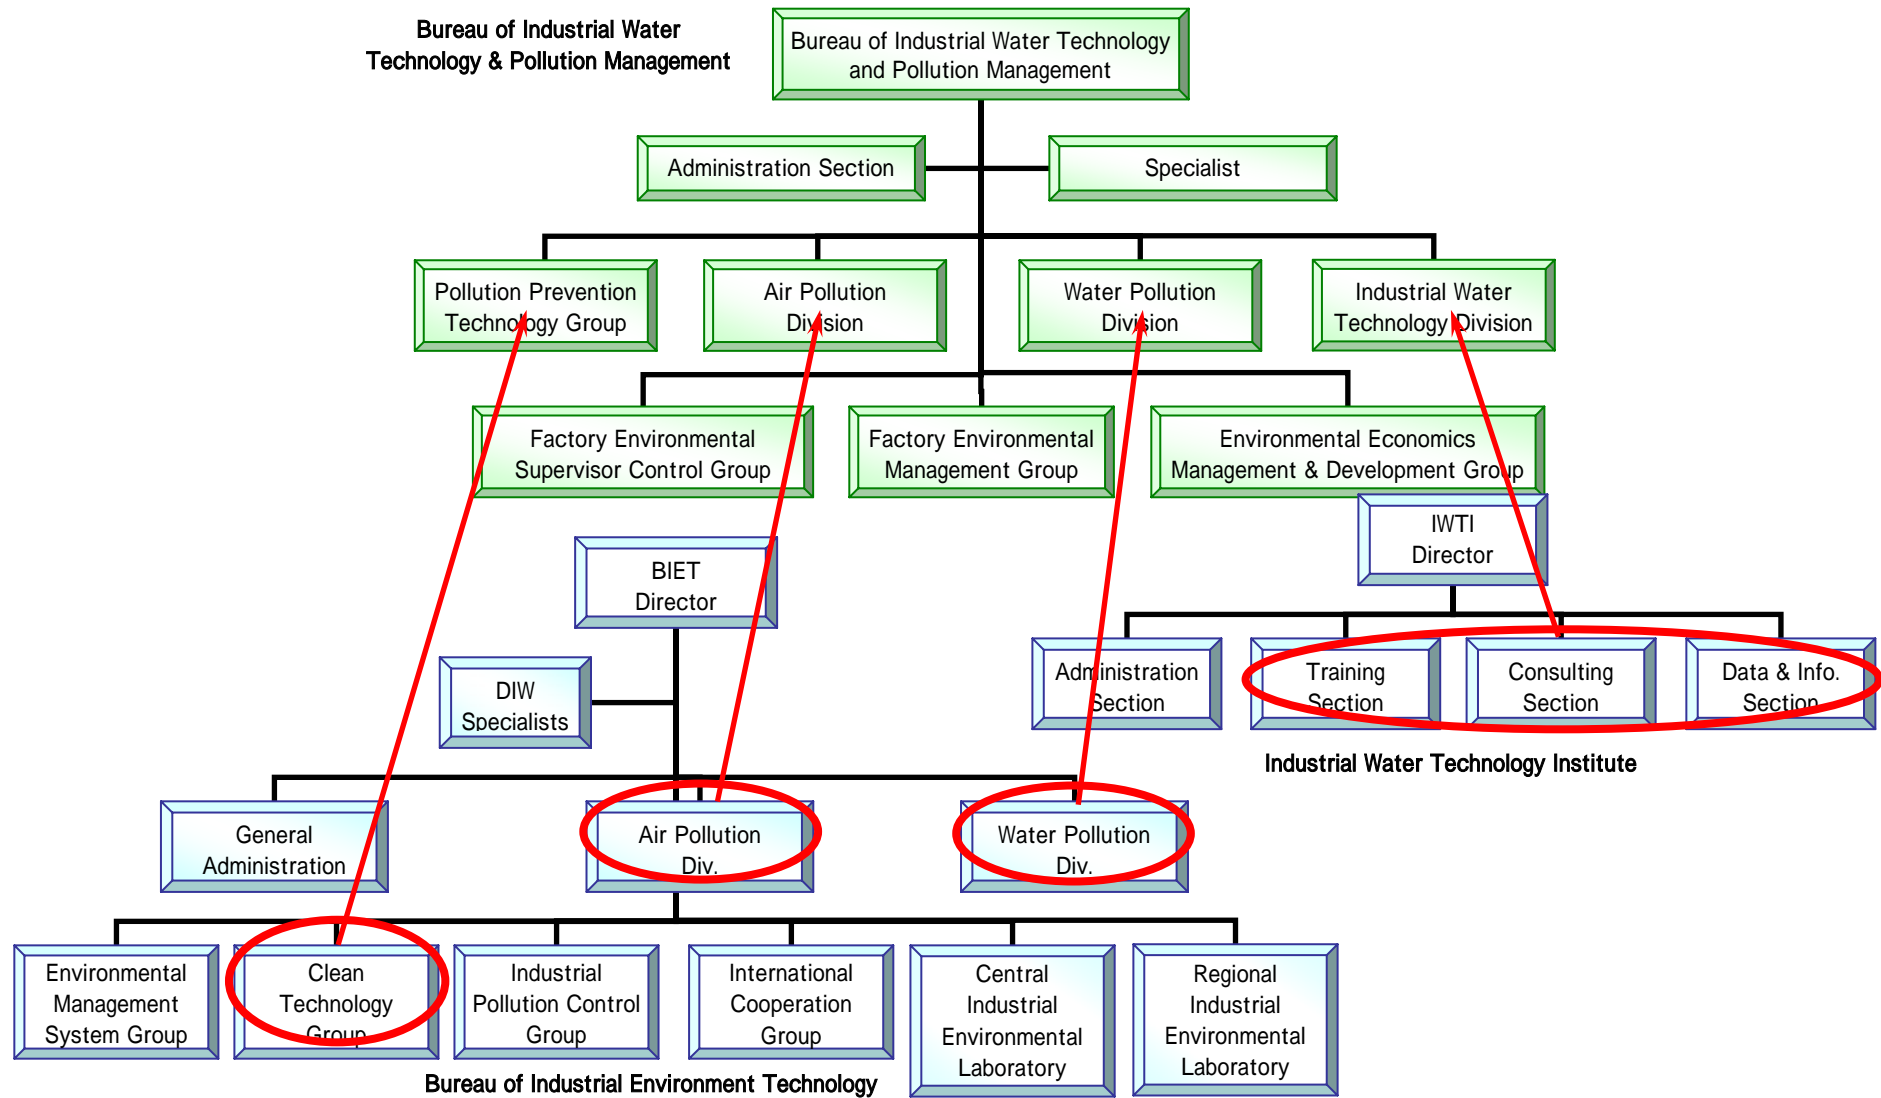 Bureau of Industrial Water
Technology & Pollution Management
Bureau of Industrial Water Technology
and Pollution Management
Administration Section
Specialist
Pollution Prevention
Technology Group
Air Pollution
Division
Water Pollution
Division
Industrial Water
Technology Division
Factory Environmental
Supervisor Control Group
Factory Environmental
Management Group
Environmental Economics
Management & Development Group
IWTI
Director
BIET
Director
DIW
Specialists
Administration
Section
Training
Section
Consulting
Section
Data & Info.
Section
Industrial Water Technology Institute
General
Administration
Air Pollution
Div.
Water Pollution
Div.
Environmental
Management
System Group
Clean
Technology
Group
Industrial
Pollution Control
Group
International
Cooperation
Group
Central
Industrial
Environmental
Laboratory
Regional
Industrial
Environmental
Laboratory
Bureau of Industrial Environment Technology